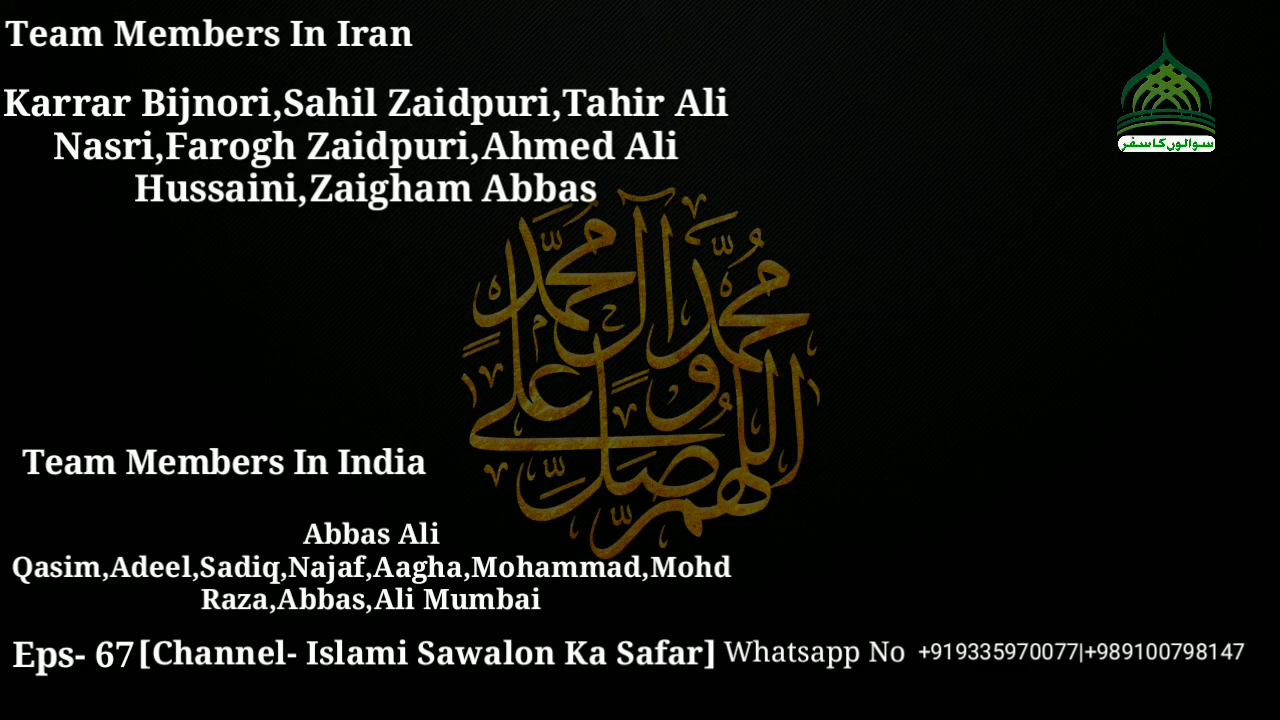 Team Members In Iran
Karrar Bijnori,Sahil Zaidpuri,Tahir Ali
Nasri,Farogh Zaidpuri,Ahmed Ali
Hussaini,Zaigham Abbas
سوالوں کا سفر
اللهم صل على محمد وآل محمد
Team Members In India
Abbas Ali
Qasim,Adeel,Sadiq,Najaf,Aagha,Mohammad,Mohd
Raza,Abbas,Ali Mumbai
Eps- 67 [Channel- Islami Sawalon Ka Safar] Whatsapp No +919335970077|+989100798147